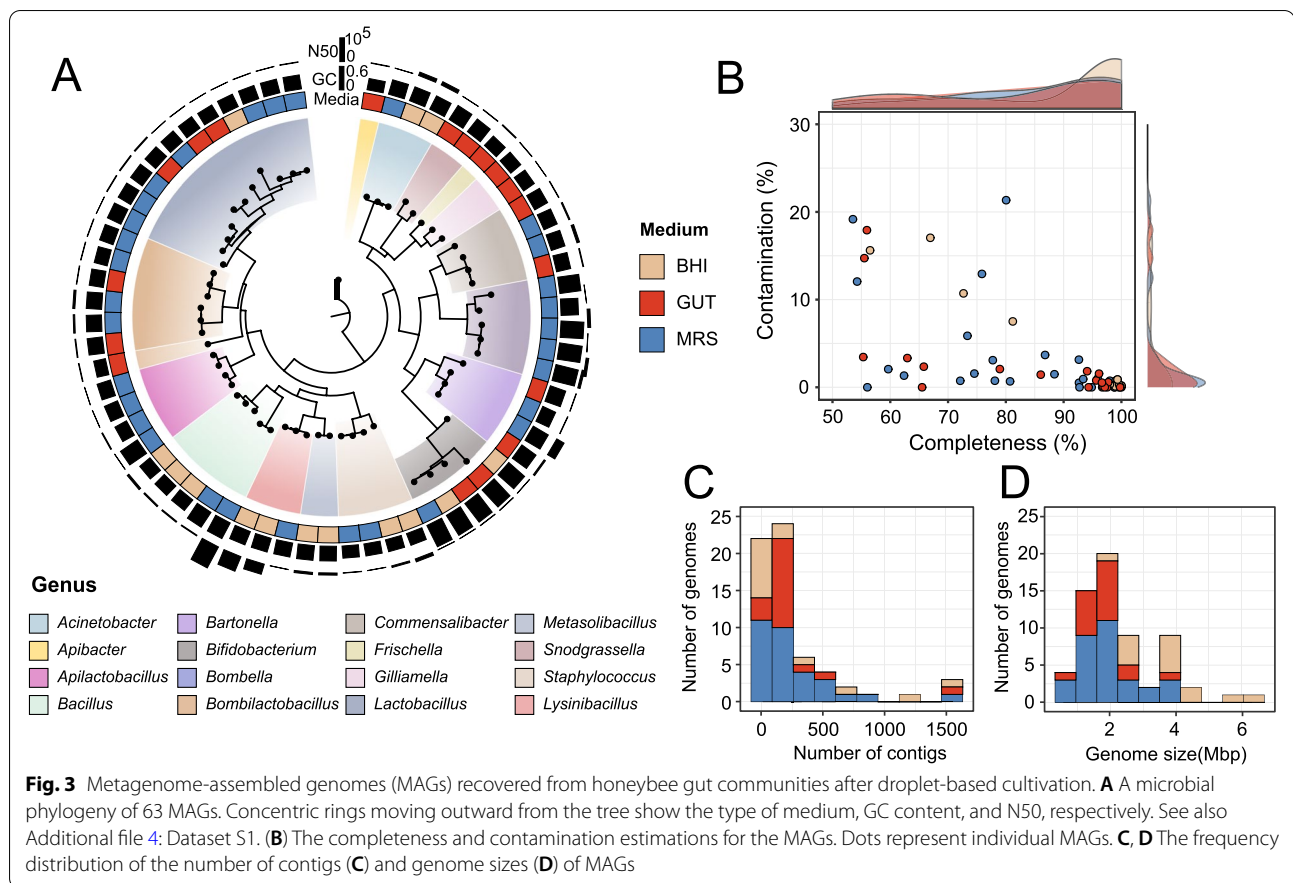 A
N50
10⁵
0
GC
0.6
0
Media
Genus
Acinetobacter
Apibacter
Apilactobacillus
Bacillus
Bartonella
Bifidobacterium
Bombella
Bombilactobacillus
Commensalibacter
Frischella
Gilliamella
Lactobacillus
Metasolibacillus
Snodgrassella
Staphylococcus
Lysinibacillus
B
Medium
BHI
GUT
MRS
Contamination (%)
30
20
10
0
50 60 70 80 90 100
Completeness (%)
C
Number of genomes
25
20
15
10
5
0
0 500 1000 1500
Number of contigs
D
Number of genomes
25
20
15
10
5
0
2 4 6
Genome size(Mbp)
Fig. 3 Metagenome-assembled genomes (MAGs) recovered from honeybee gut communities after droplet-based cultivation. A A microbial
phylogeny of 63 MAGs. Concentric rings moving outward from the tree show the type of medium, GC content, and N50, respectively. See also
Additional file 4: Dataset S1. (B) The completeness and contamination estimations for the MAGs. Dots represent individual MAGs. C, D The frequency
distribution of the number of contigs (C) and genome sizes (D) of MAGs